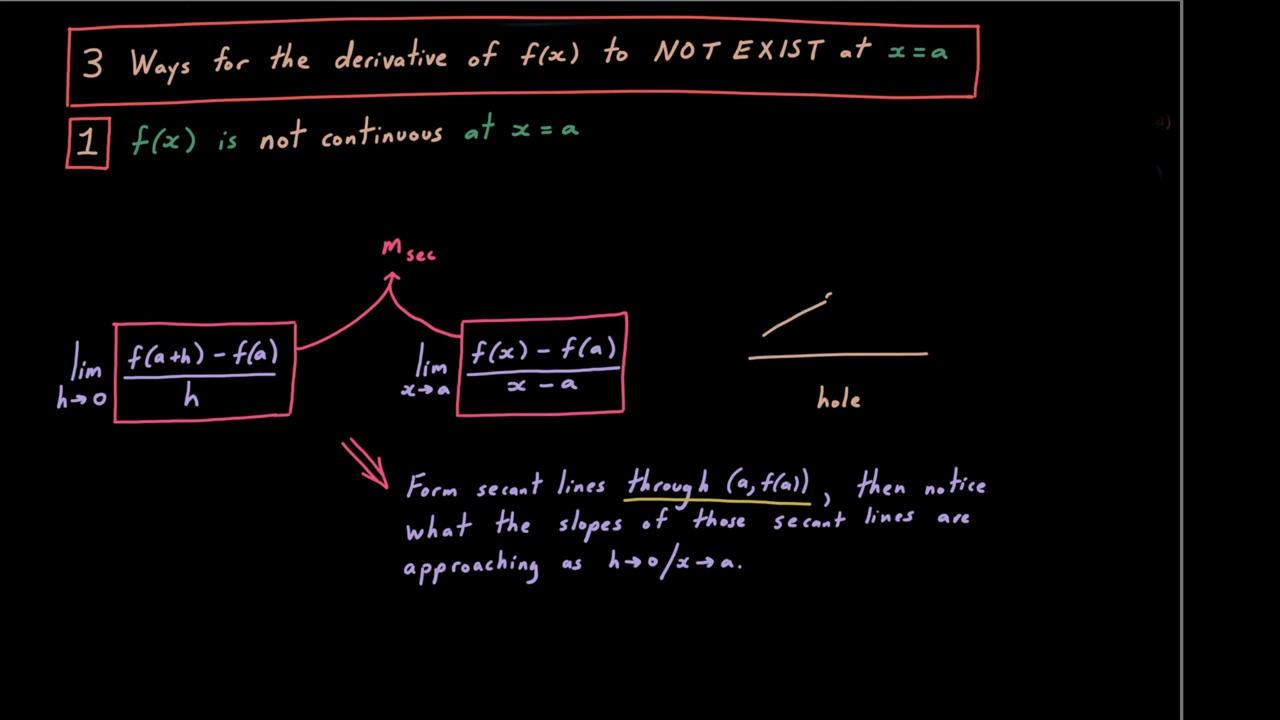 3 Ways for the derivative of f(x) to NOT EXIST at x=a
1 f(x) is not continuous at x=a
m sec
lim h→0 f(a+h) - f(a) / h
lim x→a f(x) - f(a) / x - a
hole
Form secant lines through (a, f(a)), then notice
what the slopes of those secant lines are
approaching as h→0/x→a.